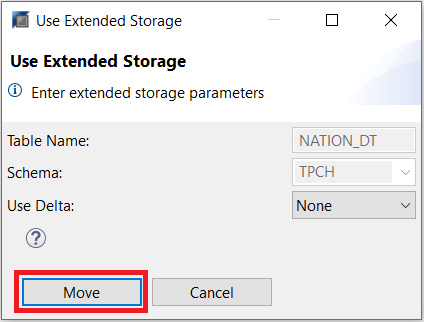 Use Extended Storage
Use Extended Storage
Enter extended storage parameters
Table Name: NATION_DT
Schema: TPCH
Use Delta: None
?
Move Cancel